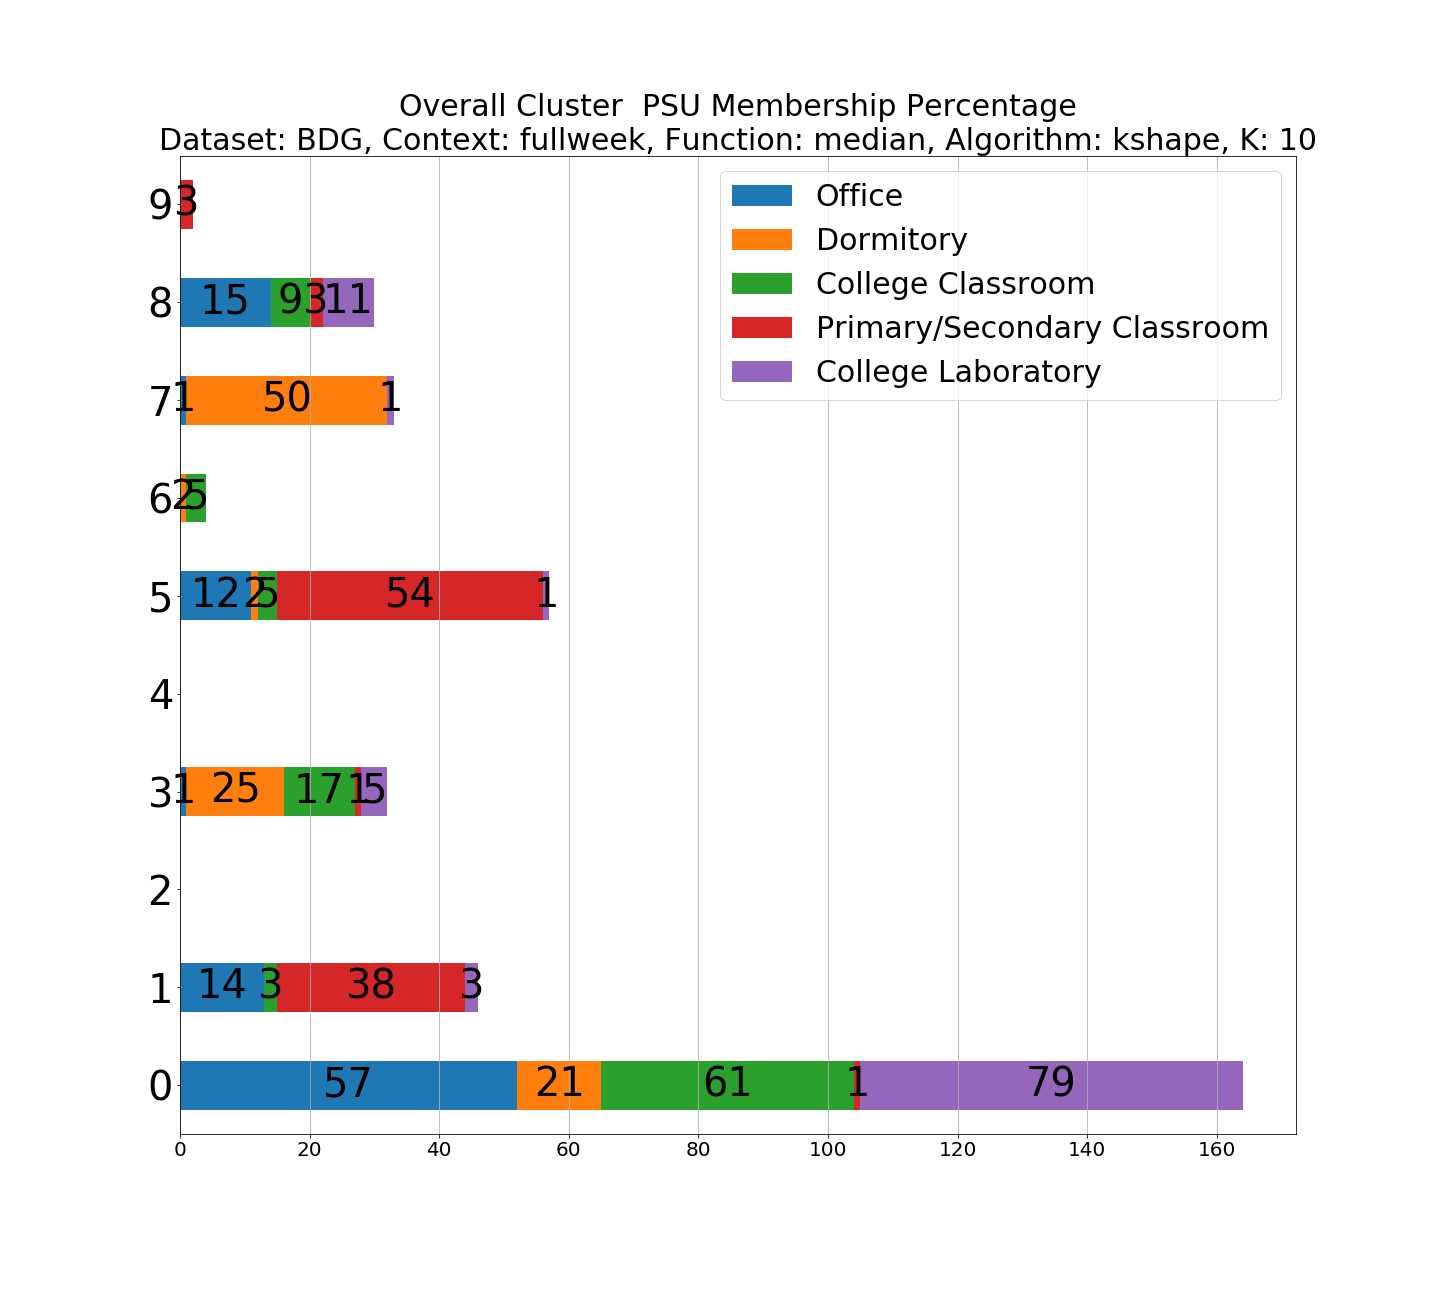 Overall Cluster  PSU Membership Percentage
Dataset: BDG, Context: fullweek, Function: median, Algorithm: kshape, K: 10
Office
Dormitory
College Classroom
Primary/Secondary Classroom
College Laboratory
9 3
8 15 9 3 11
7 1 50 1
6 2 5
5 12 2 5 54 1
4
3 1 25 17 1 5
2
1 14 3 38 3
0 57 21 61 1 79
0 20 40 60 80 100 120 140 160